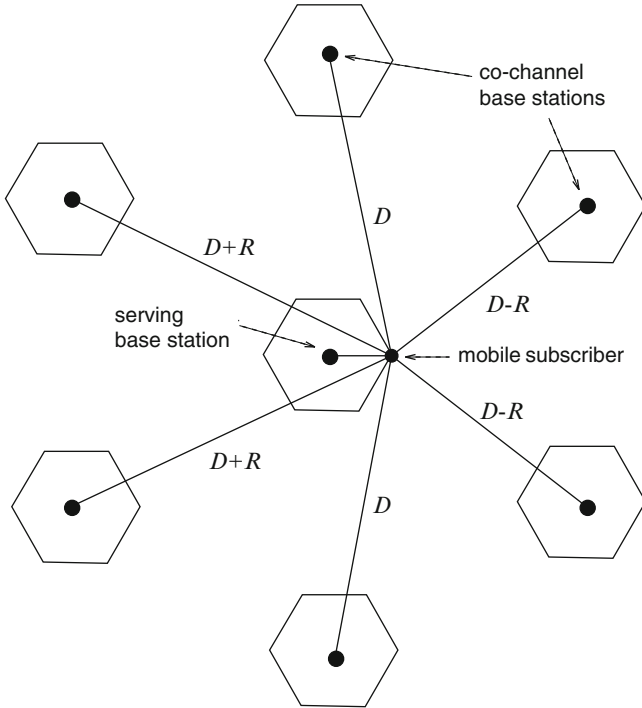 co-channel
base stations
D
D+R
D-R
serving
base station
mobile subscriber
D-R
D+R
D